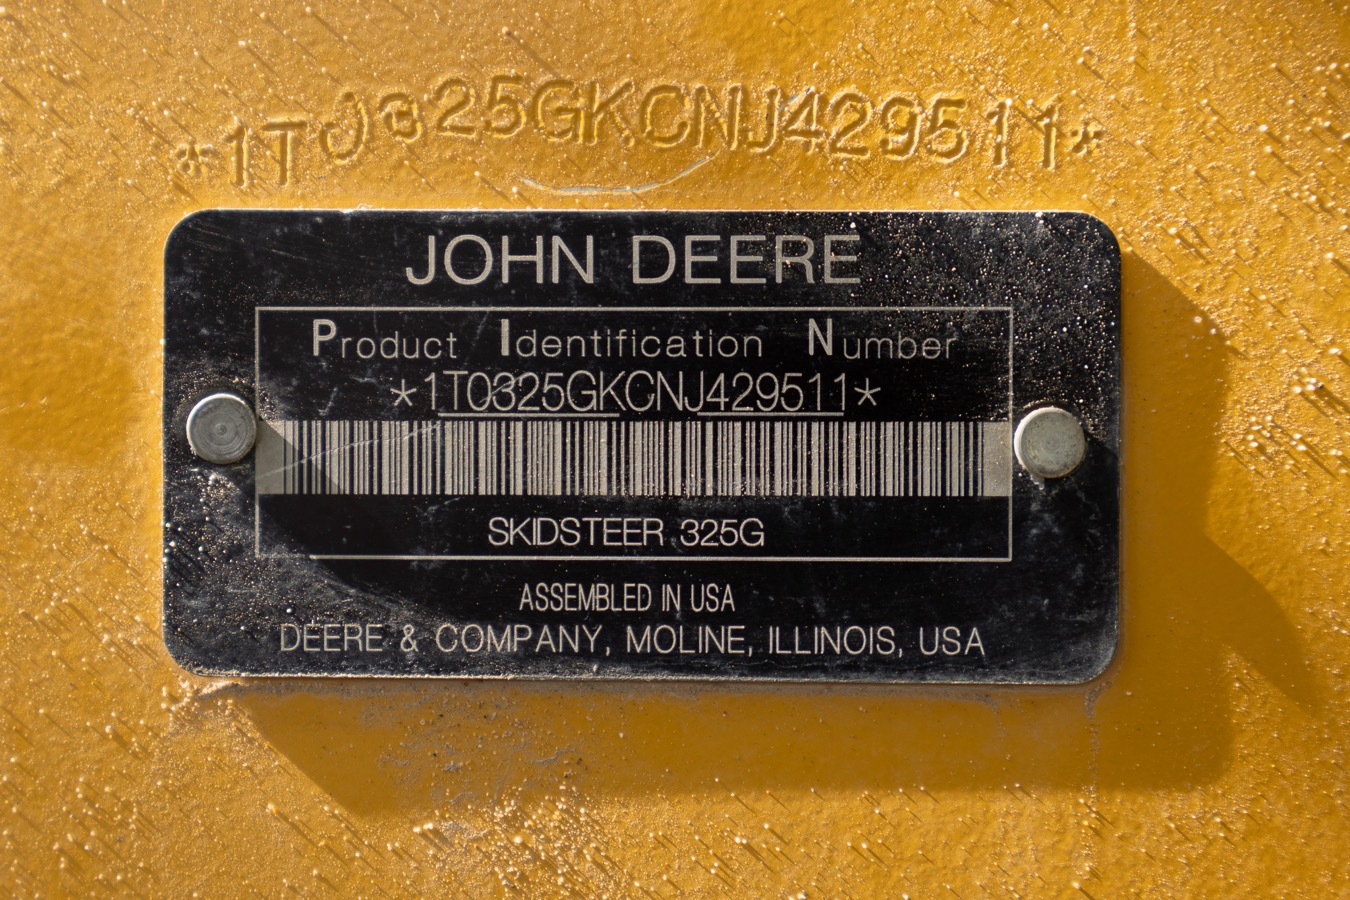 *1T0325GKCNJ429511*
JOHN DEERE
Product Identification Number
*1T0325GKCNJ429511*
SKIDSTEER 325G
ASSEMBLED IN USA
DEERE & COMPANY, MOLINE, ILLINOIS, USA